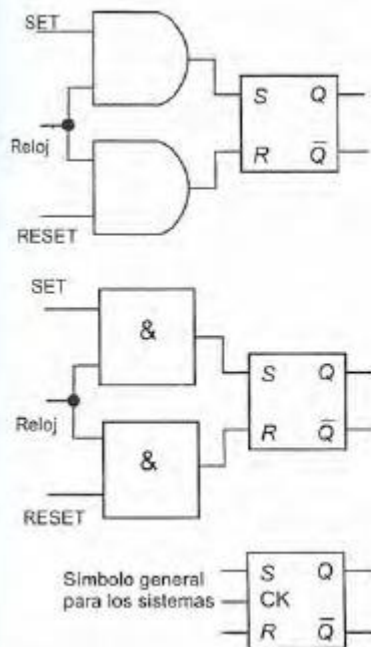 SET
S Q
Reloj
R Q̅
RESET
SET
&
S Q
Reloj
R Q̅
&
RESET
Símbolo general
para los sistemas
S Q
CK
R Q̅